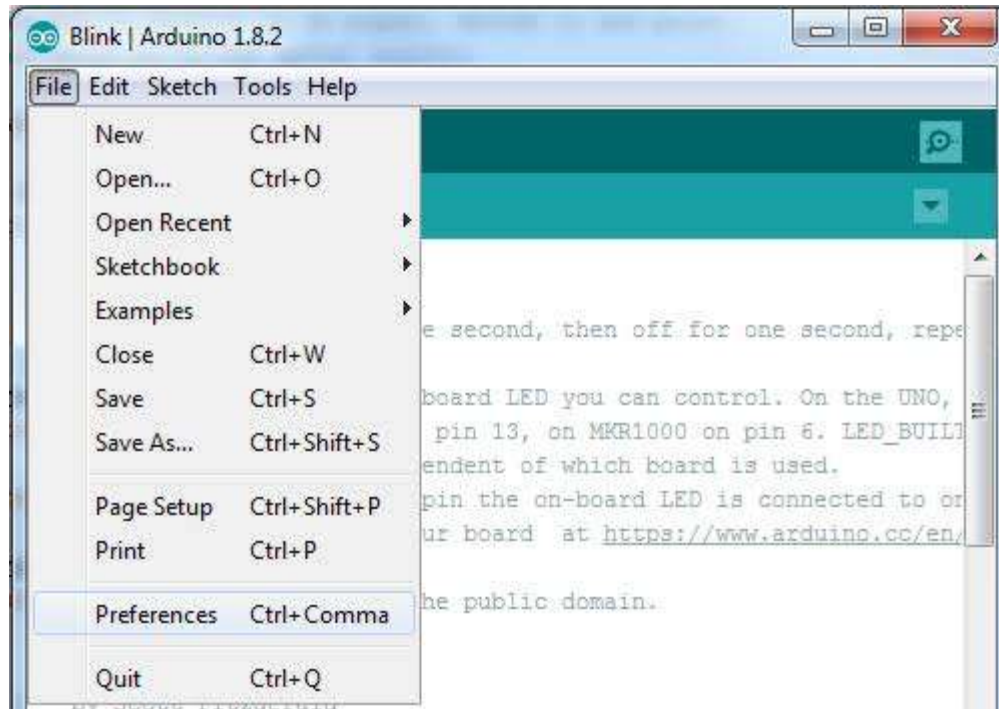 Blink | Arduino 1.8.2
File Edit Sketch Tools Help
New Ctrl+N
Open... Ctrl+O
Open Recent
Sketchbook
Examples
Close Ctrl+W
Save Ctrl+S
Save As... Ctrl+Shift+S
Page Setup Ctrl+Shift+P
Print Ctrl+P
Preferences Ctrl+Comma
Quit Ctrl+Q
e second, then off for one second, repe
board LED you can control. On the UNO,
pin 13, on MKR1000 on pin 6. LED_BUILT
endent of which board is used.
pin the on-board LED is connected to on
ur board at https://www.arduino.cc/en/
he public domain.